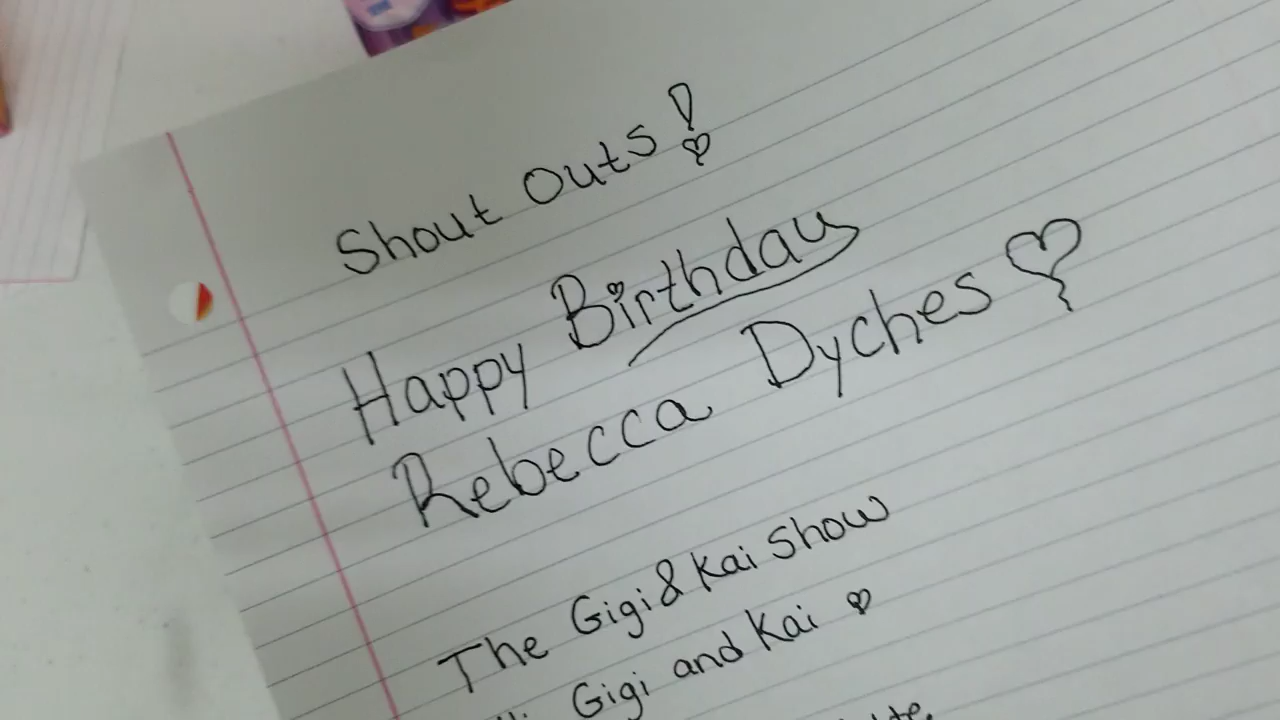 Shout Outs!
Happy Birthday
Rebecca Dyches
The Gigi & Kai Show
Gigi and Kai